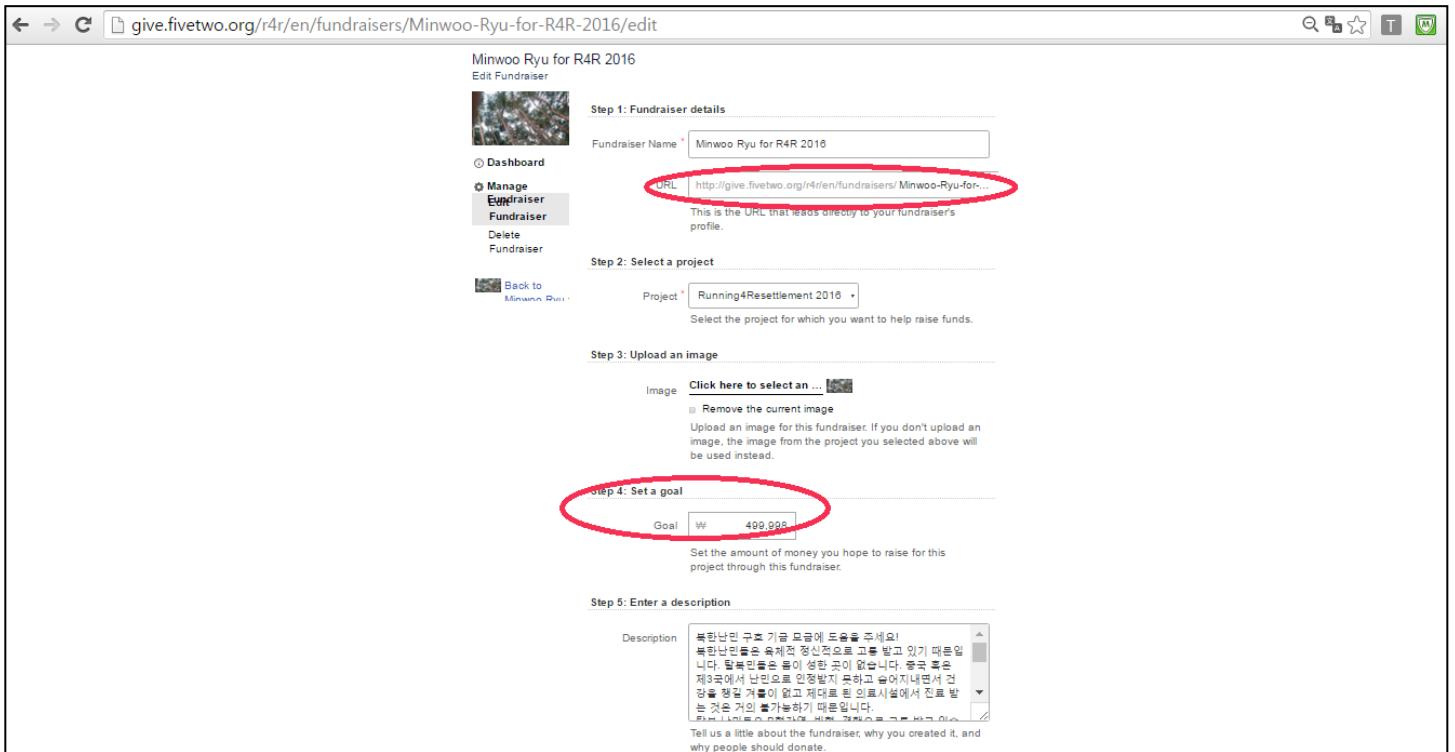 give.fivetwo.org/r4r/en/fundraisers/Minwoo-Ryu-for-R4R-2016/edit
T
Minwoo Ryu for R4R 2016
Edit Fundraiser
Dashboard
Manage
Fundraiser
Edit
Fundraiser
Delete
Fundraiser
Back to
Minwoo Ryu
Step 1: Fundraiser details
Fundraiser Name * Minwoo Ryu for R4R 2016
URL http://give.fivetwo.org/r4r/en/fundraisers/ Minwoo-Ryu-for-...
This is the URL that leads directly to your fundraiser's
profile.
Step 2: Select a project
Project * Running4Resettlement 2016
Select the project for which you want to help raise funds.
Step 3: Upload an image
Image Click here to select an ...
Remove the current image
Upload an image for this fundraiser. If you don't upload an
image, the image from the project you selected above will
be used instead.
Step 4: Set a goal
Goal ₩ 499,998
Set the amount of money you hope to raise for this
project through this fundraiser.
Step 5: Enter a description
Description 북한난민 구호 기금 모금에 도움을 주세요!
북한난민들은 육체적 정신적으로 고통 받고 있기 때문입
니다. 탈북민들은 몸이 성한 곳이 없습니다. 중국 혹은
제3국에서 난민으로 인정받지 못하고 숨어지내면서 건
강을 챙길 겨를이 없고 제대로 된 의료시설에서 진료 받
는 것은 거의 불가능하기 때문입니다.
Tell us a little about the fundraiser, why you created it, and
why people should donate.